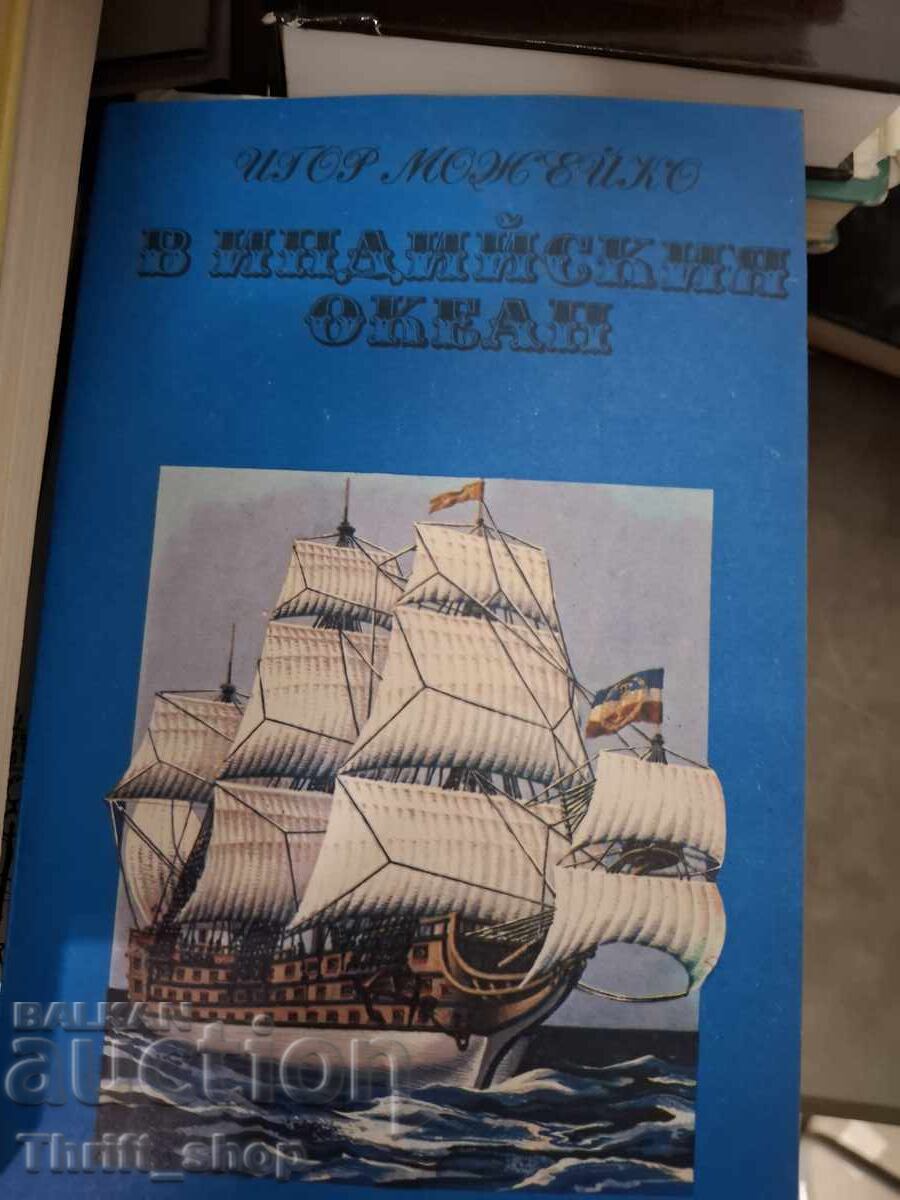 ИГОР МОЖЕЙКО
В ИНДИЙСКИЯ
ОКЕАН
BALKAN
auction
Thrift_shop